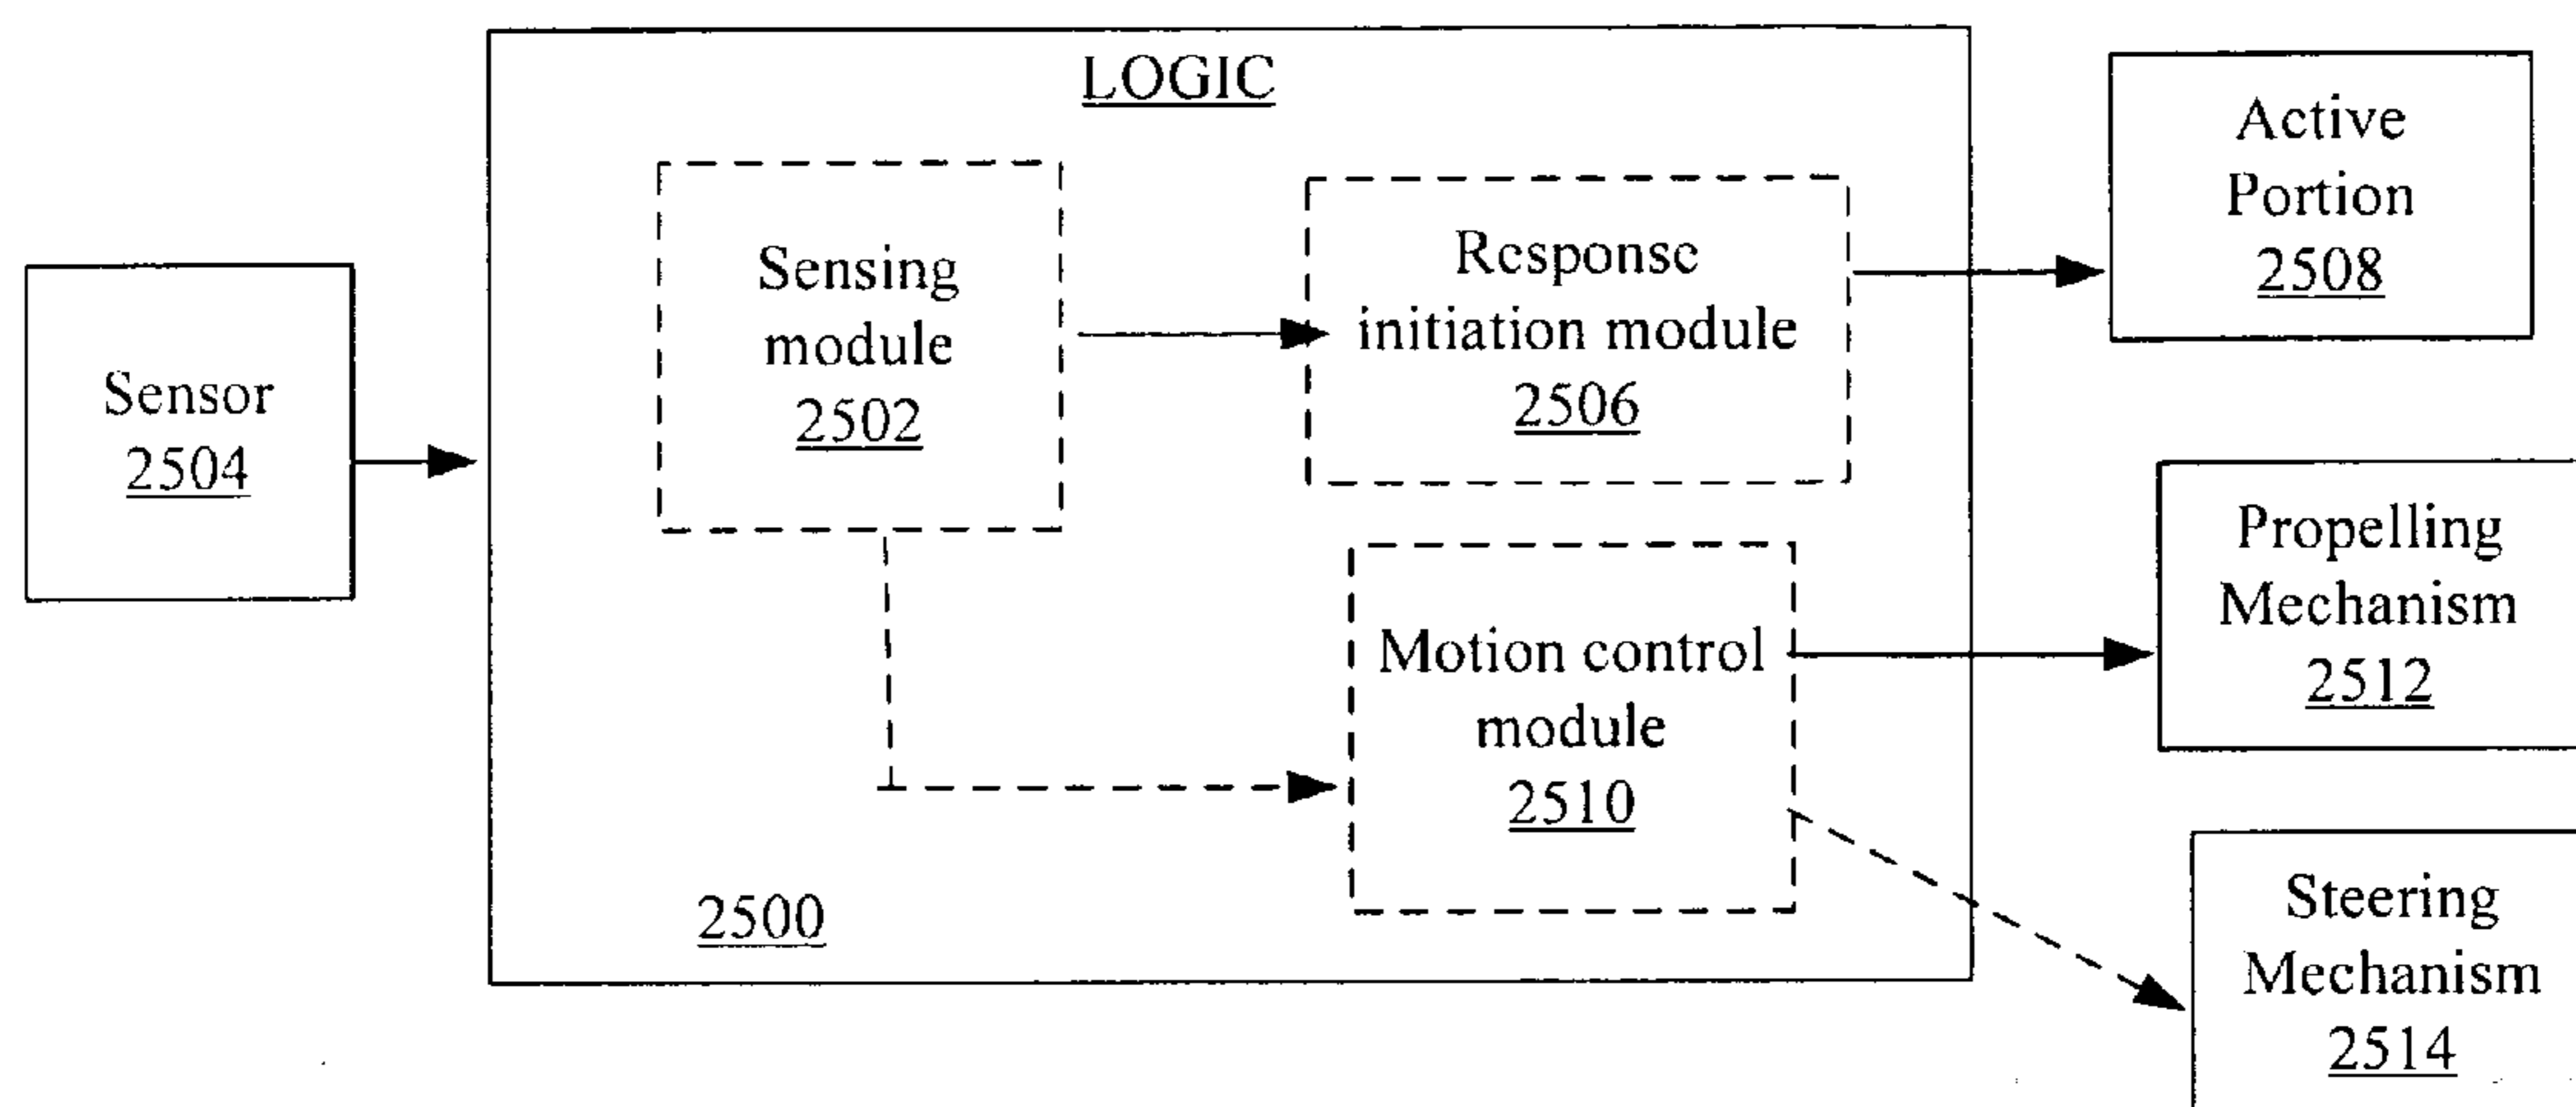 LOGIC
Sensor
2504
Sensing
module
2502
Response
initiation module
2506
Active
Portion
2508
Motion control
module
2510
Propelling
Mechanism
2512
Steering
Mechanism
2514
2500